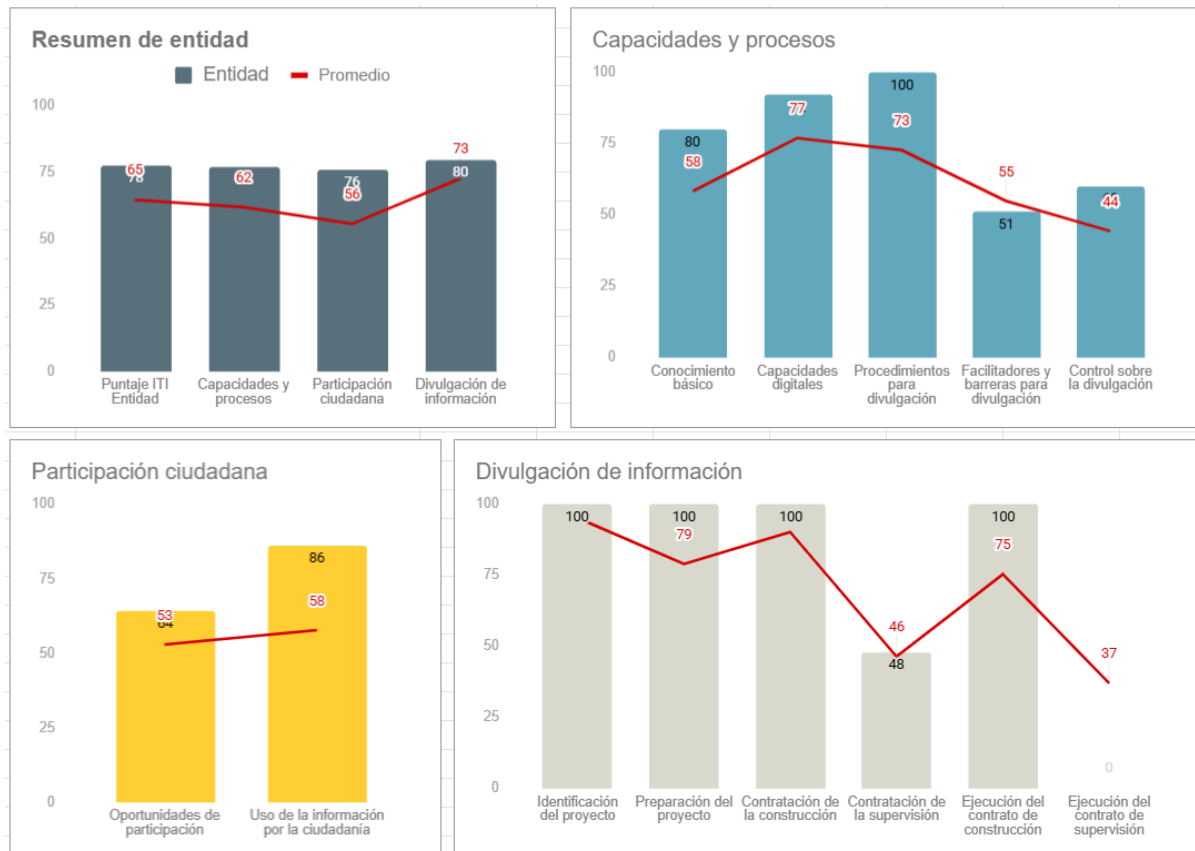 Resumen de entidad
Entidad
Promedio
100
75
50
25
0
65
78
62
76
56
73
80
Puntaje ITI
Entidad
Capacidades y
procesos
Participación
ciudadana
Divulgación de
información
Capacidades y procesos
100
75
50
25
0
80
58
77
100
73
55
51
44
Conocimiento
básico
Capacidades
digitales
Procedimientos
para
divulgación
Facilitadores y
barreras para
divulgación
Control sobre
la divulgación
Participación ciudadana
100
75
50
25
0
53
64
86
58
Oportunidades de
participación
Uso de la información
por la ciudadanía
Divulgación de información
100
75
50
25
0
100
100
79
100
46
48
100
75
37
0
Identificación
del proyecto
Preparación del
proyecto
Contratación de
la construcción
Contratación de
la supervisión
Ejecución del
contrato de
construcción
Ejecución del
contrato de
supervisión